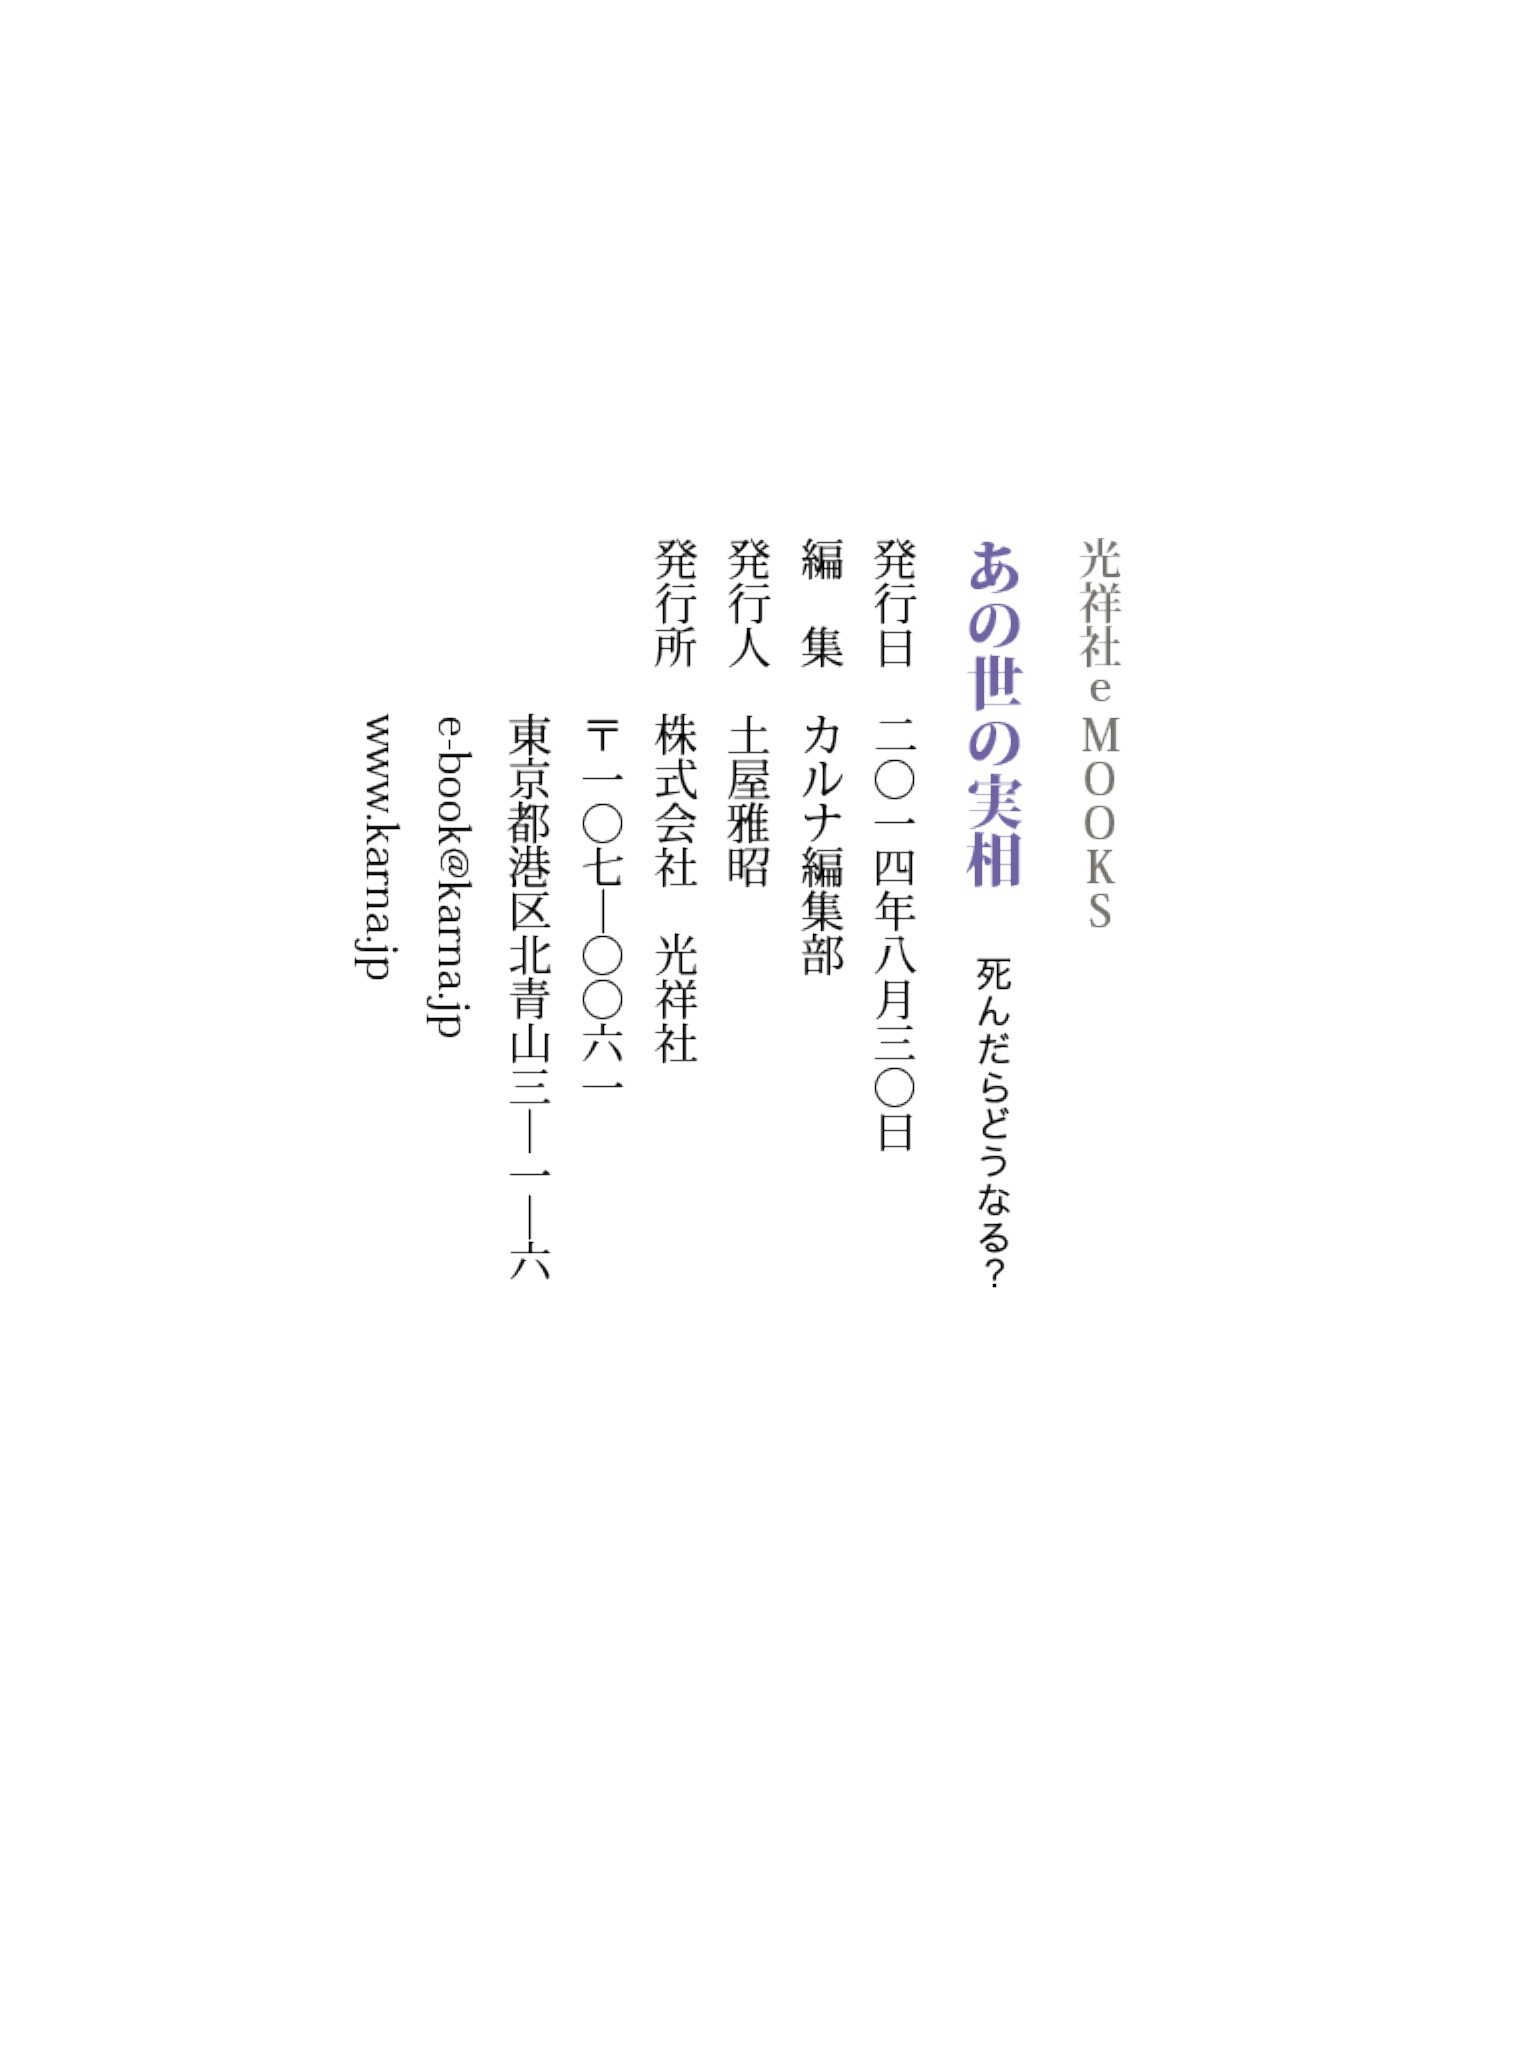 光祥社eMOOKS
あの世の実相　死んだらどうなる？
発行日　二〇一四年八月三〇日
編　集　カルナ編集部
発行人　土屋雅昭
発行所　株式会社　光祥社
〒一〇七―〇〇六一
東京都港区北青山三―一―六
e-book@karna.jp
www.karna.jp